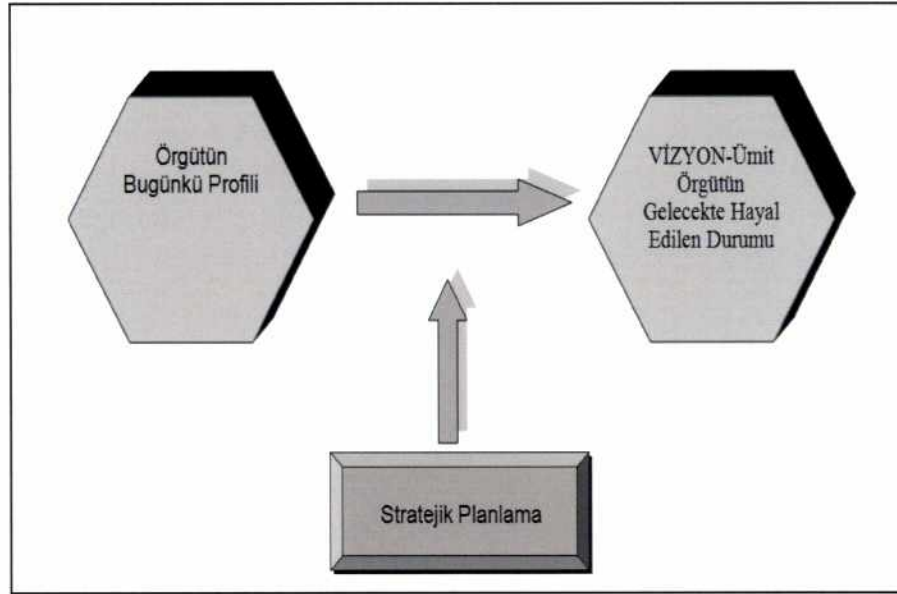 Örgütün
Bugünkü Profili
VİZYON-Ümit
Örgütün
Gelecekte Hayal
Edilen Durumu
Stratejik Planlama